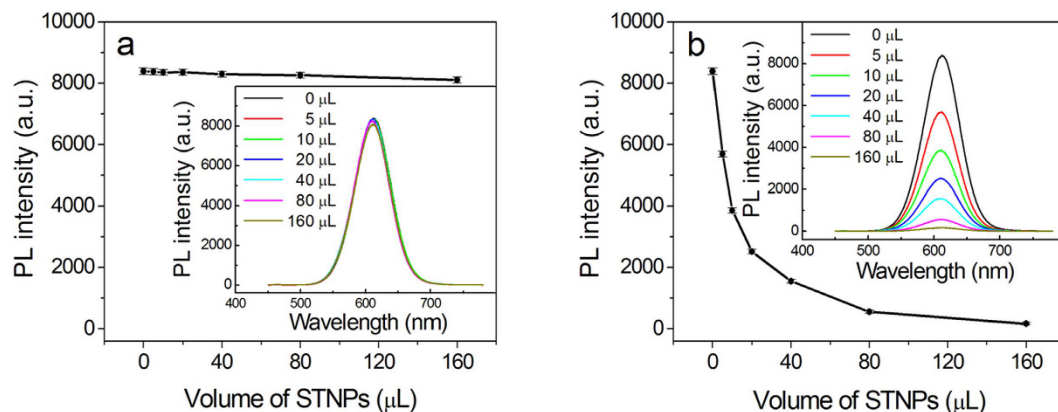 a
10000
8000
6000
4000
2000
0
PL intensity (a.u.)
0 40 80 120 160
Volume of STNPs (μL)
0 μL
5 μL
10 μL
20 μL
40 μL
80 μL
160 μL
8000
6000
4000
2000
0
PL intensity (a.u.)
400 500 600 700
Wavelength (nm)
b
10000
8000
6000
4000
2000
0
PL intensity (a.u.)
0 40 80 120 160
Volume of STNPs (μL)
0 μL
5 μL
10 μL
20 μL
40 μL
80 μL
160 μL
8000
6000
4000
2000
0
PL intensity (a.u.)
400 500 600 700
Wavelength (nm)